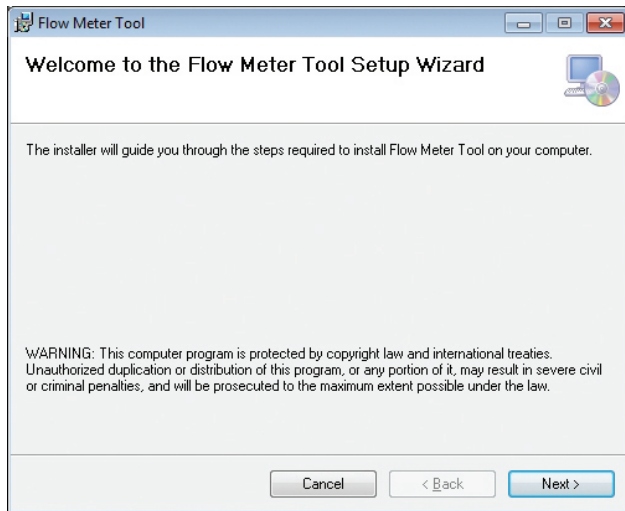 Flow Meter Tool
Welcome to the Flow Meter Tool Setup Wizard
The installer will guide you through the steps required to install Flow Meter Tool on your computer.
WARNING: This computer program is protected by copyright law and international treaties.
Unauthorized duplication or distribution of this program, or any portion of it, may result in severe civil
or criminal penalties, and will be prosecuted to the maximum extent possible under the law.
Cancel < Back Next >